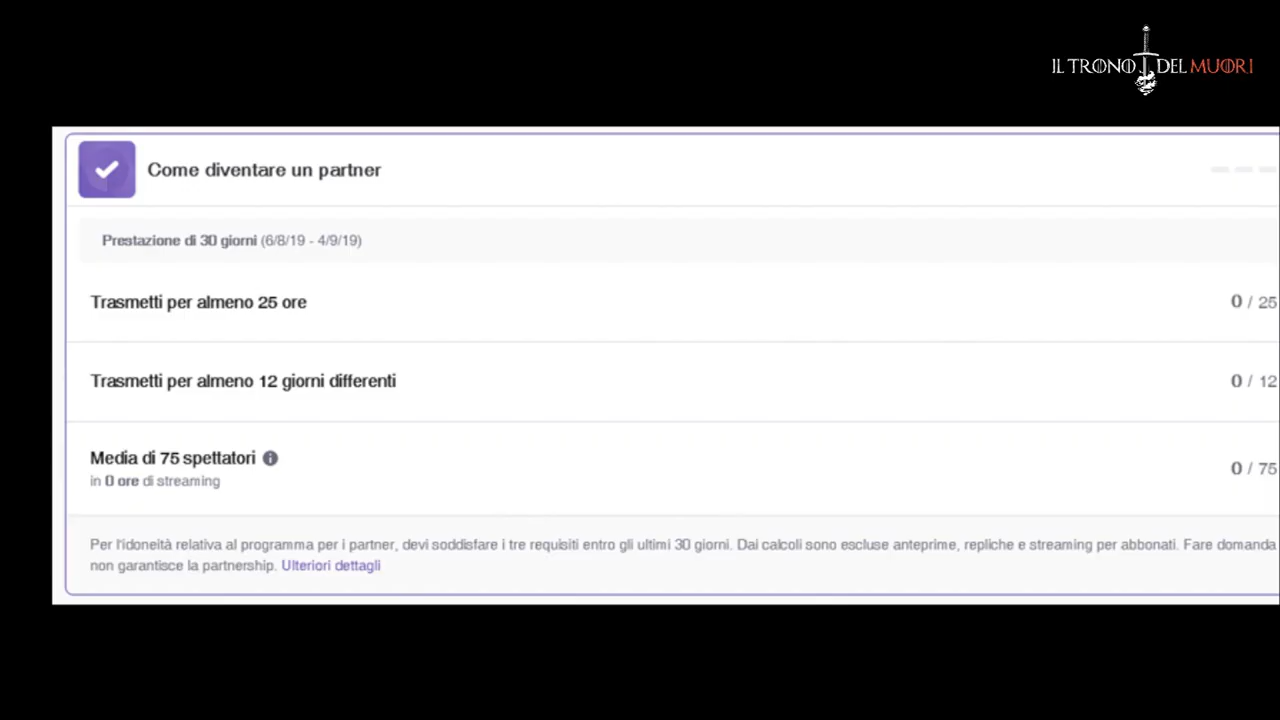 IL TRONO DEL MUORI
Come diventare un partner
Prestazione di 30 giorni (6/8/19 - 4/9/19)
Trasmetti per almeno 25 ore
0 / 25
Trasmetti per almeno 12 giorni differenti
0 / 12
Media di 75 spettatori
0 / 75
in 0 ore di streaming
Per l'idoneità relativa al programma per i partner, devi soddisfare i tre requisiti entro gli ultimi 30 giorni. Dai calcoli sono escluse anteprime, repliche e streaming per abbonati. Fare domanda
non garantisce la partnership. Ulteriori dettagli